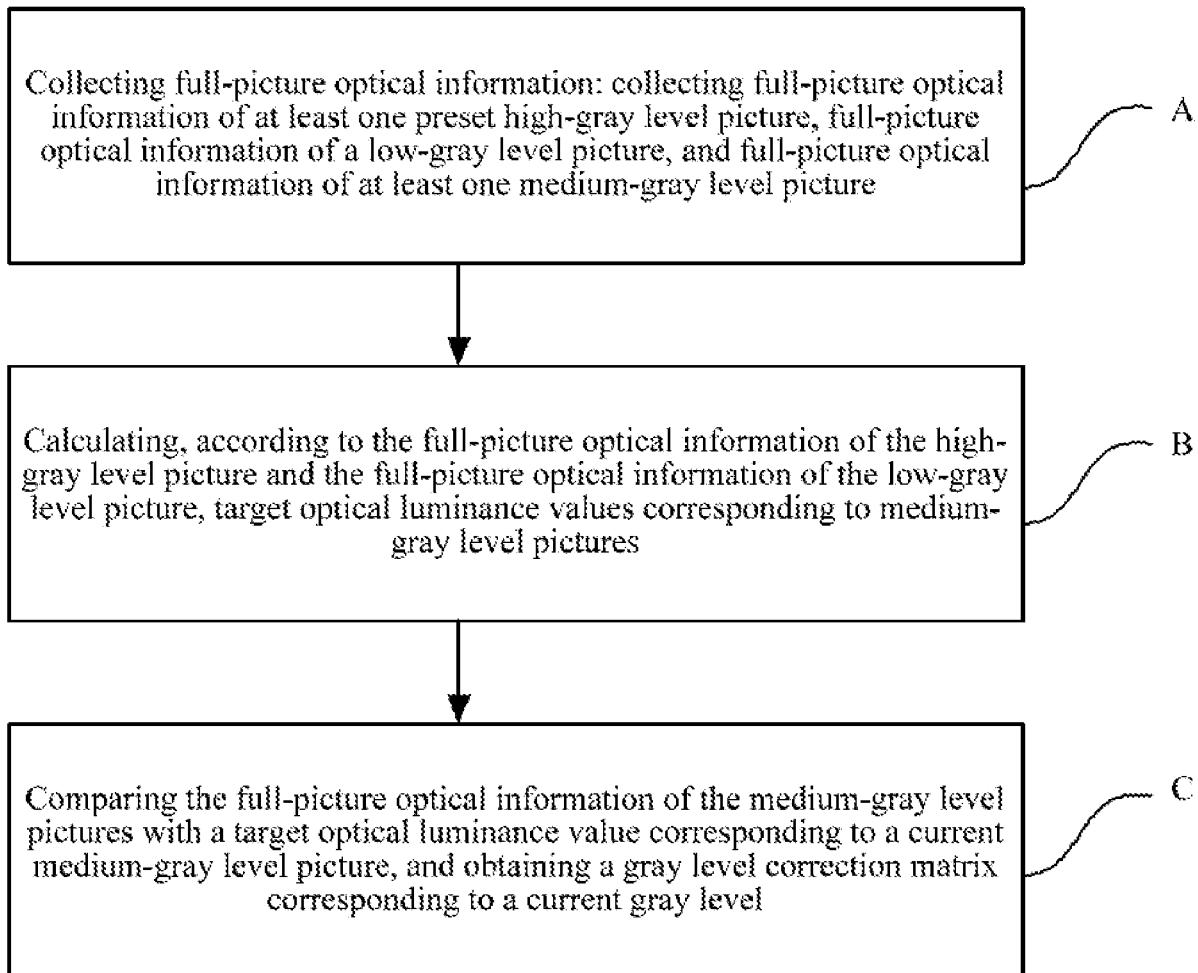 Collecting full-picture optical information: collecting full-picture optical
information of at least one preset high-gray level picture, full-picture
optical information of a low-gray level picture, and full-picture optical
information of at least one medium-gray level picture
A
Calculating, according to the full-picture optical information of the high-
gray level picture and the full-picture optical information of the low-gray
level picture, target optical luminance values corresponding to medium-
gray level pictures
B
Comparing the full-picture optical information of the medium-gray level
pictures with a target optical luminance value corresponding to a current
medium-gray level picture, and obtaining a gray level correction matrix
corresponding to a current gray level
C